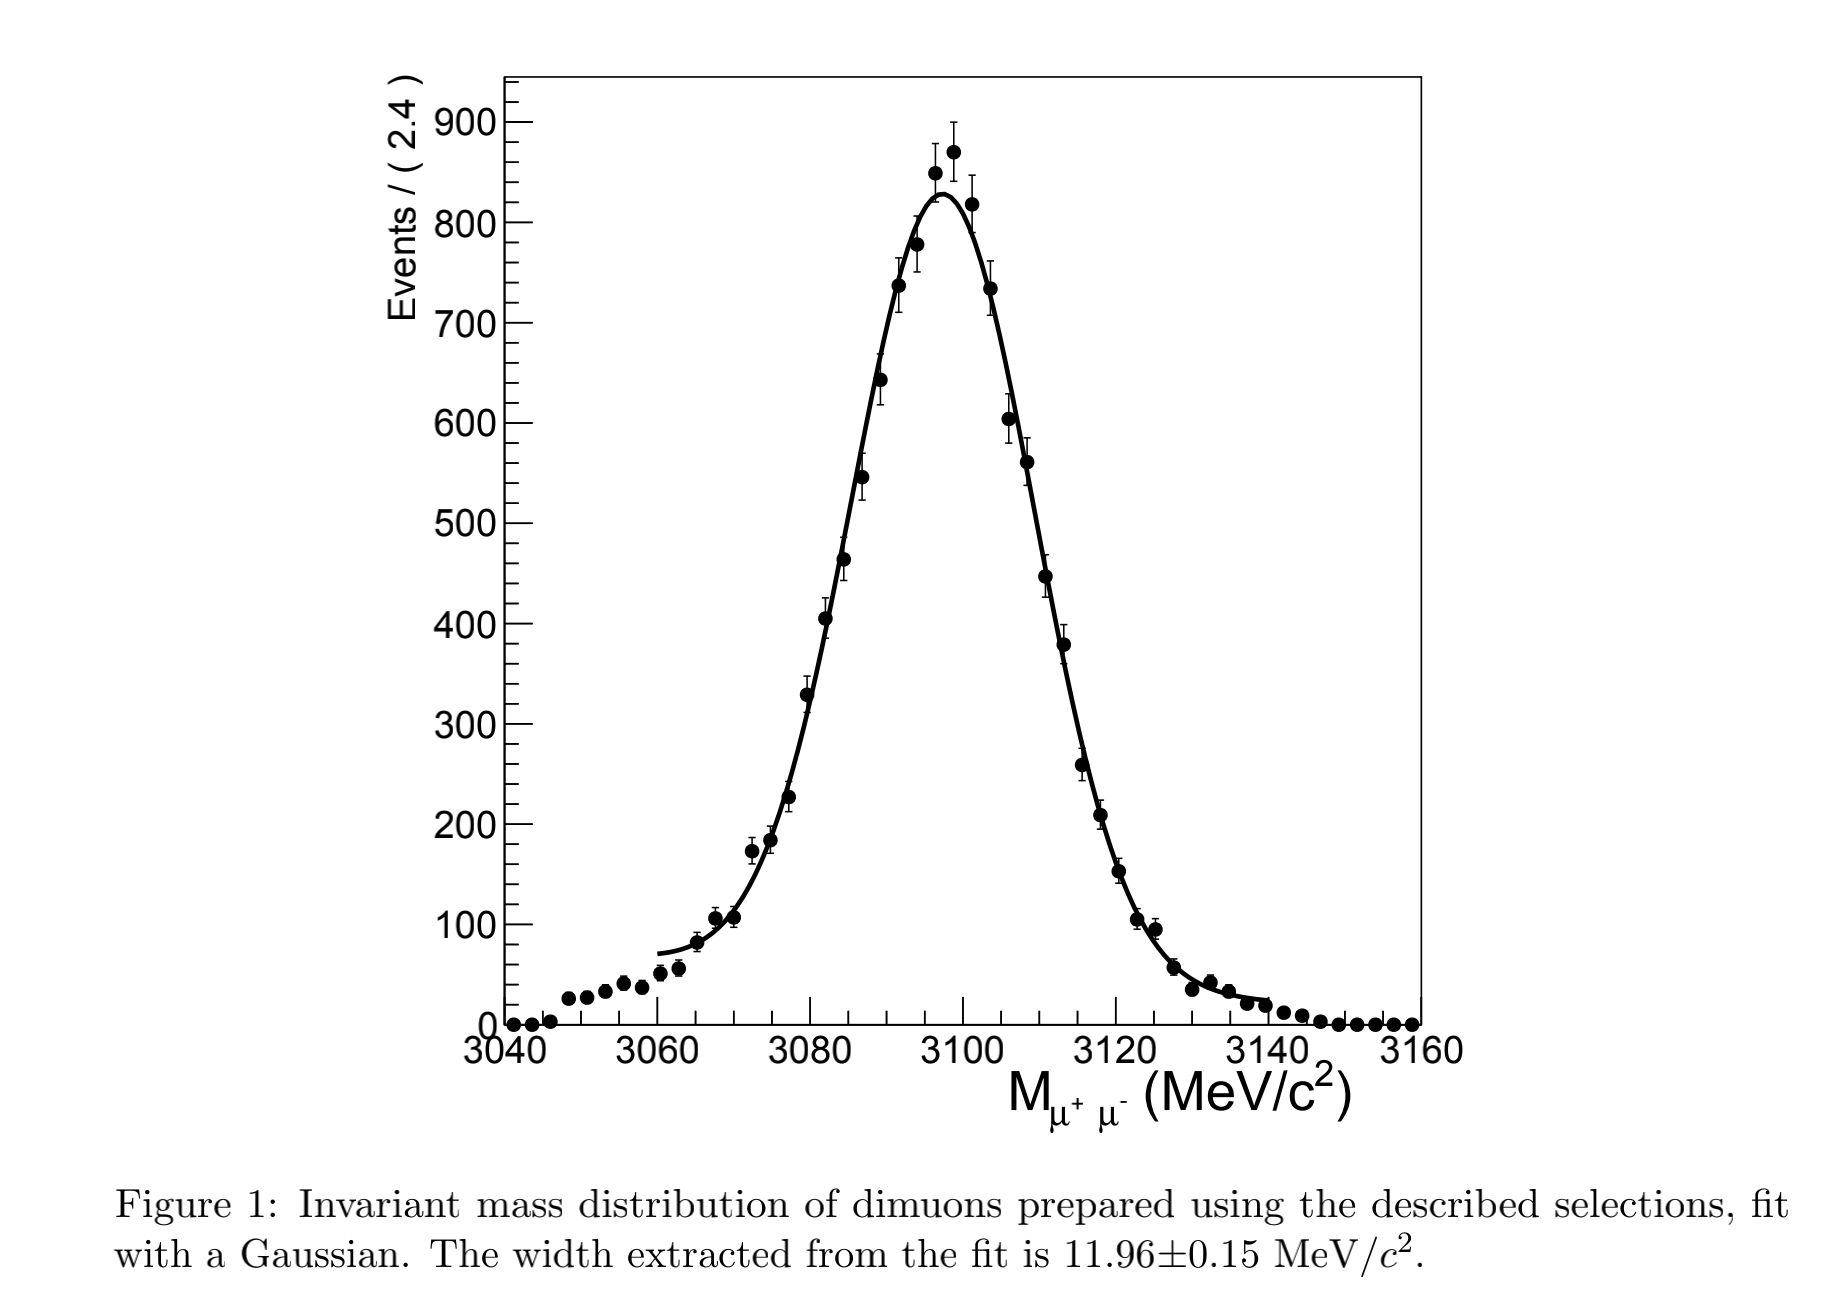 Events / ( 2.4 )
900
800
700
600
500
400
300
200
100
0
3040 3060 3080 3100 3120 3140 3160
Mμ+ μ- (MeV/c2)
Figure 1: Invariant mass distribution of dimuons prepared using the described selections, fit
with a Gaussian. The width extracted from the fit is 11.96±0.15 MeV/c2.